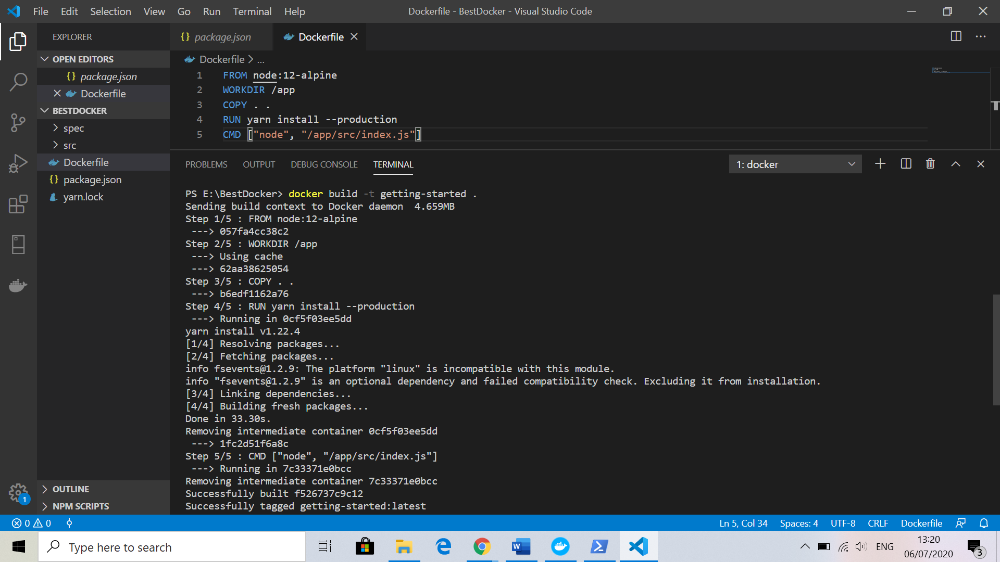 File Edit Selection View Go Run Terminal Help
Dockerfile - BestDocker - Visual Studio Code
EXPLORER
OPEN EDITORS
{} package.json
Dockerfile
BESTDOCKER
spec
src
Dockerfile
{} package.json
yarn.lock
OUTLINE
NPM SCRIPTS
1
{} package.json
Dockerfile
Dockerfile > ...
1 FROM node:12-alpine
2 WORKDIR /app
3 COPY . .
4 RUN yarn install --production
5 CMD ["node", "/app/src/index.js"]
PROBLEMS OUTPUT DEBUG CONSOLE TERMINAL
1: docker
PS E:\BestDocker> docker build -t getting-started .
Sending build context to Docker daemon  4.659MB
Step 1/5 : FROM node:12-alpine
 ---> 057fa4cc38c2
Step 2/5 : WORKDIR /app
 ---> Using cache
 ---> 62aa38625054
Step 3/5 : COPY . .
 ---> b6edf1162a76
Step 4/5 : RUN yarn install --production
 ---> Running in 0cf5f03ee5dd
yarn install v1.22.4
[1/4] Resolving packages...
[2/4] Fetching packages...
info fsevents@1.2.9: The platform "linux" is incompatible with this module.
info "fsevents@1.2.9" is an optional dependency and failed compatibility check. Excluding it from installation.
[3/4] Linking dependencies...
[4/4] Building fresh packages...
Done in 33.30s.
Removing intermediate container 0cf5f03ee5dd
 ---> 1fc2d51f6a8c
Step 5/5 : CMD ["node", "/app/src/index.js"]
 ---> Running in 7c33371e0bcc
Removing intermediate container 7c33371e0bcc
Successfully built f526737c9c12
Successfully tagged getting-started:latest
0 0
Ln 5, Col 34 Spaces: 4 UTF-8 CRLF Dockerfile
Type here to search
W
ENG
13:20
06/07/2020
3